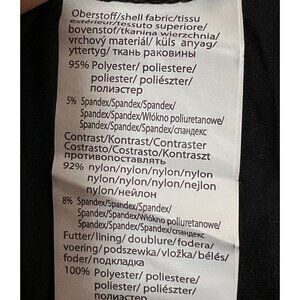 Oberstoff/shell fabric/tissu
extérieur/tessuto superiore/
bovenstof/tkanina wierzchnia/
vrchový materiál/ küls anyag/
yttertyg/ткань раковины
95% Polyester/ poliestere/
poliester/ poliészter/
полиэстер
5% Spandex/Spandex/Spandex/
Spandex/Spandex/Włókno poliuretanowe/
Spandex/Spandex/Spandex/спандекс
Contrast/Kontrast/Contraster
Costrasto/Costrasto/Kontraszt
противопоставлять
92% nylon/nylon/nylon/nylon
/nylon/nylon/nylon/nejlon
nylon/нейлон
8% Spandex/Spandex/Spandex/
Spandex/Spandex/Włókno poliuretanowe/
Spandex/Spandex/Spandex/спандекс
Futter/lining/ doublure/fodera/
voering/podszewka/vložka/bélés/
foder/подкладка
100% Polyester/ poliestere/
poliester/ poliészter/
полиэстер